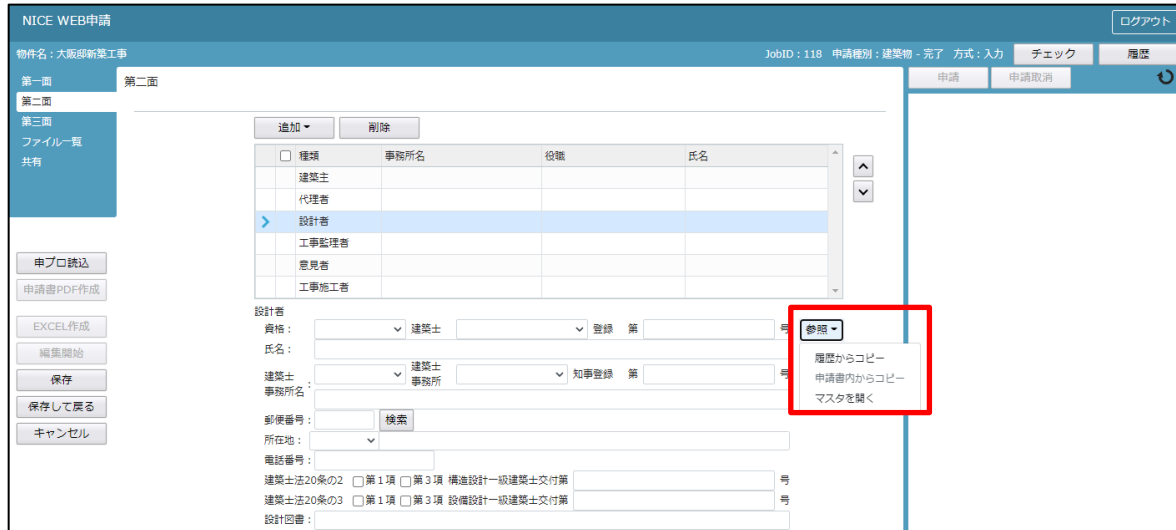 NICE WEB申請
ログアウト
物件名：大阪邸新築工事
JobID：118 申請種別：建築物 - 完了 方式：入力
チェック
履歴
第一面
第二面
第三面
ファイル一覧
共有
第二面
申請
申請取消
追加
削除
種類 事務所名 役職 氏名
建築主
代理者
設計者
工事監理者
意見者
工事施工者
申プロ読込
申請書PDF作成
EXCEL作成
編集開始
保存
保存して戻る
キャンセル
設計者
資格： 建築士 登録 第 号
参照
履歴からコピー
申請書内からコピー
マスタを開く
氏名：
建築士事務所名： 建築士事務所 知事登録 第 号
郵便番号： 検索
所在地：
電話番号：
建築士法20条の2 第1項 第3項 構造設計一級建築士交付第 号
建築士法20条の3 第1項 第3項 設備設計一級建築士交付第 号
設計図書：